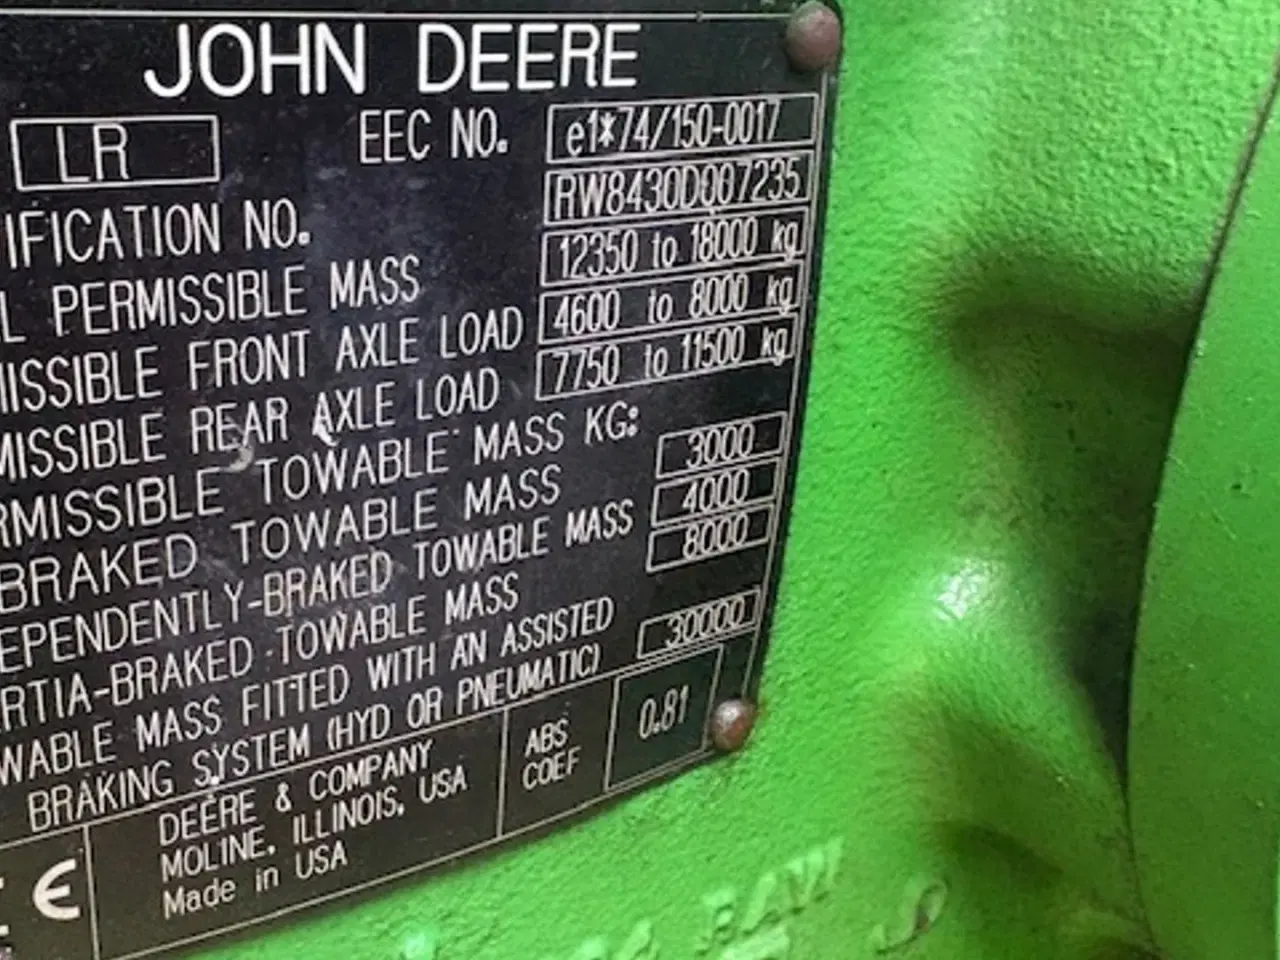 JOHN DEERE
LR EEC NO. e1*74/150-0017
IFICATION NO. RW8430D007235
L PERMISSIBLE MASS 12350 to 18000 kg
MISSIBLE FRONT AXLE LOAD 4600 to 8000 kg
MISSIBLE REAR AXLE LOAD 7750 to 11500 kg
RMISSIBLE TOWABLE MASS KG:
BRAKED TOWABLE MASS 3000
EPENDENTLY-BRAKED TOWABLE MASS 4000
RTIA-BRAKED TOWABLE MASS 8000
WABLE MASS FITTED WITH AN ASSISTED
BRAKING SYSTEM (HYD OR PNEUMATIC) 30000
DEERE & COMPANY
MOLINE, ILLINOIS, USA
Made in USA
ABS
COEF
0.81
CE